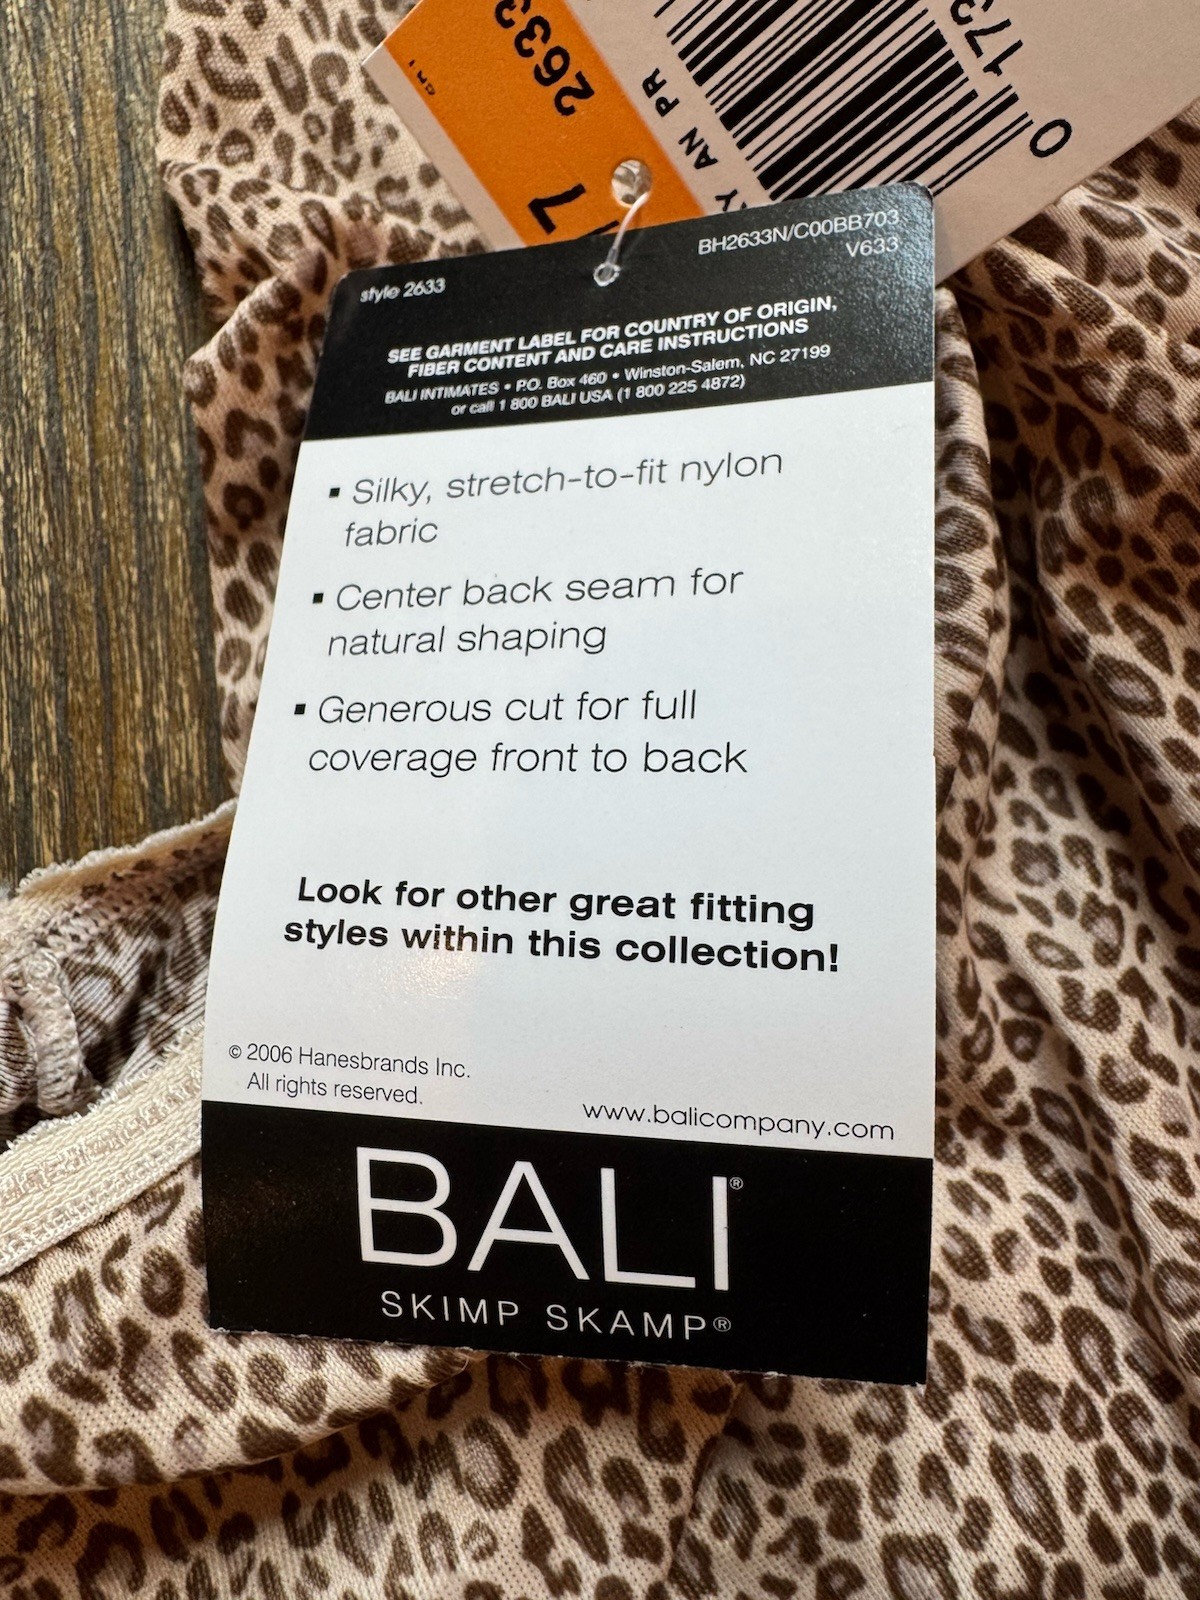 2633
7
AN PR
0 173
style 2633
BH2633N/C00BB703
V633
SEE GARMENT LABEL FOR COUNTRY OF ORIGIN,
FIBER CONTENT AND CARE INSTRUCTIONS
BALI INTIMATES • P.O. Box 460 • Winston-Salem, NC 27199
or call 1 800 BALI USA (1 800 225 4872)
▪ Silky, stretch-to-fit nylon
fabric
▪ Center back seam for
natural shaping
▪ Generous cut for full
coverage front to back
Look for other great fitting
styles within this collection!
© 2006 Hanesbrands Inc.
All rights reserved.
www.balicompany.com
BALI®
SKIMP SKAMP®